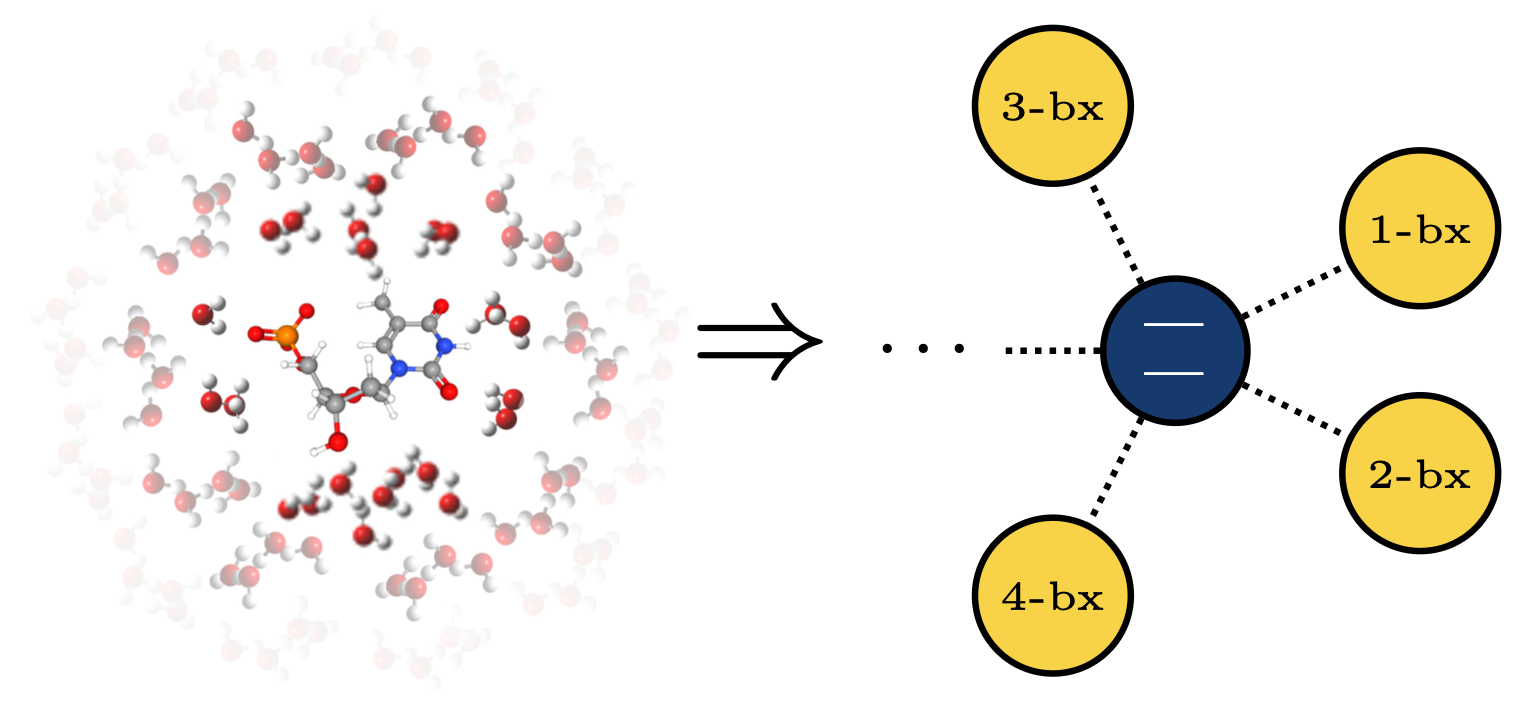 3-bx
1-bx
. . .
2-bx
4-bx